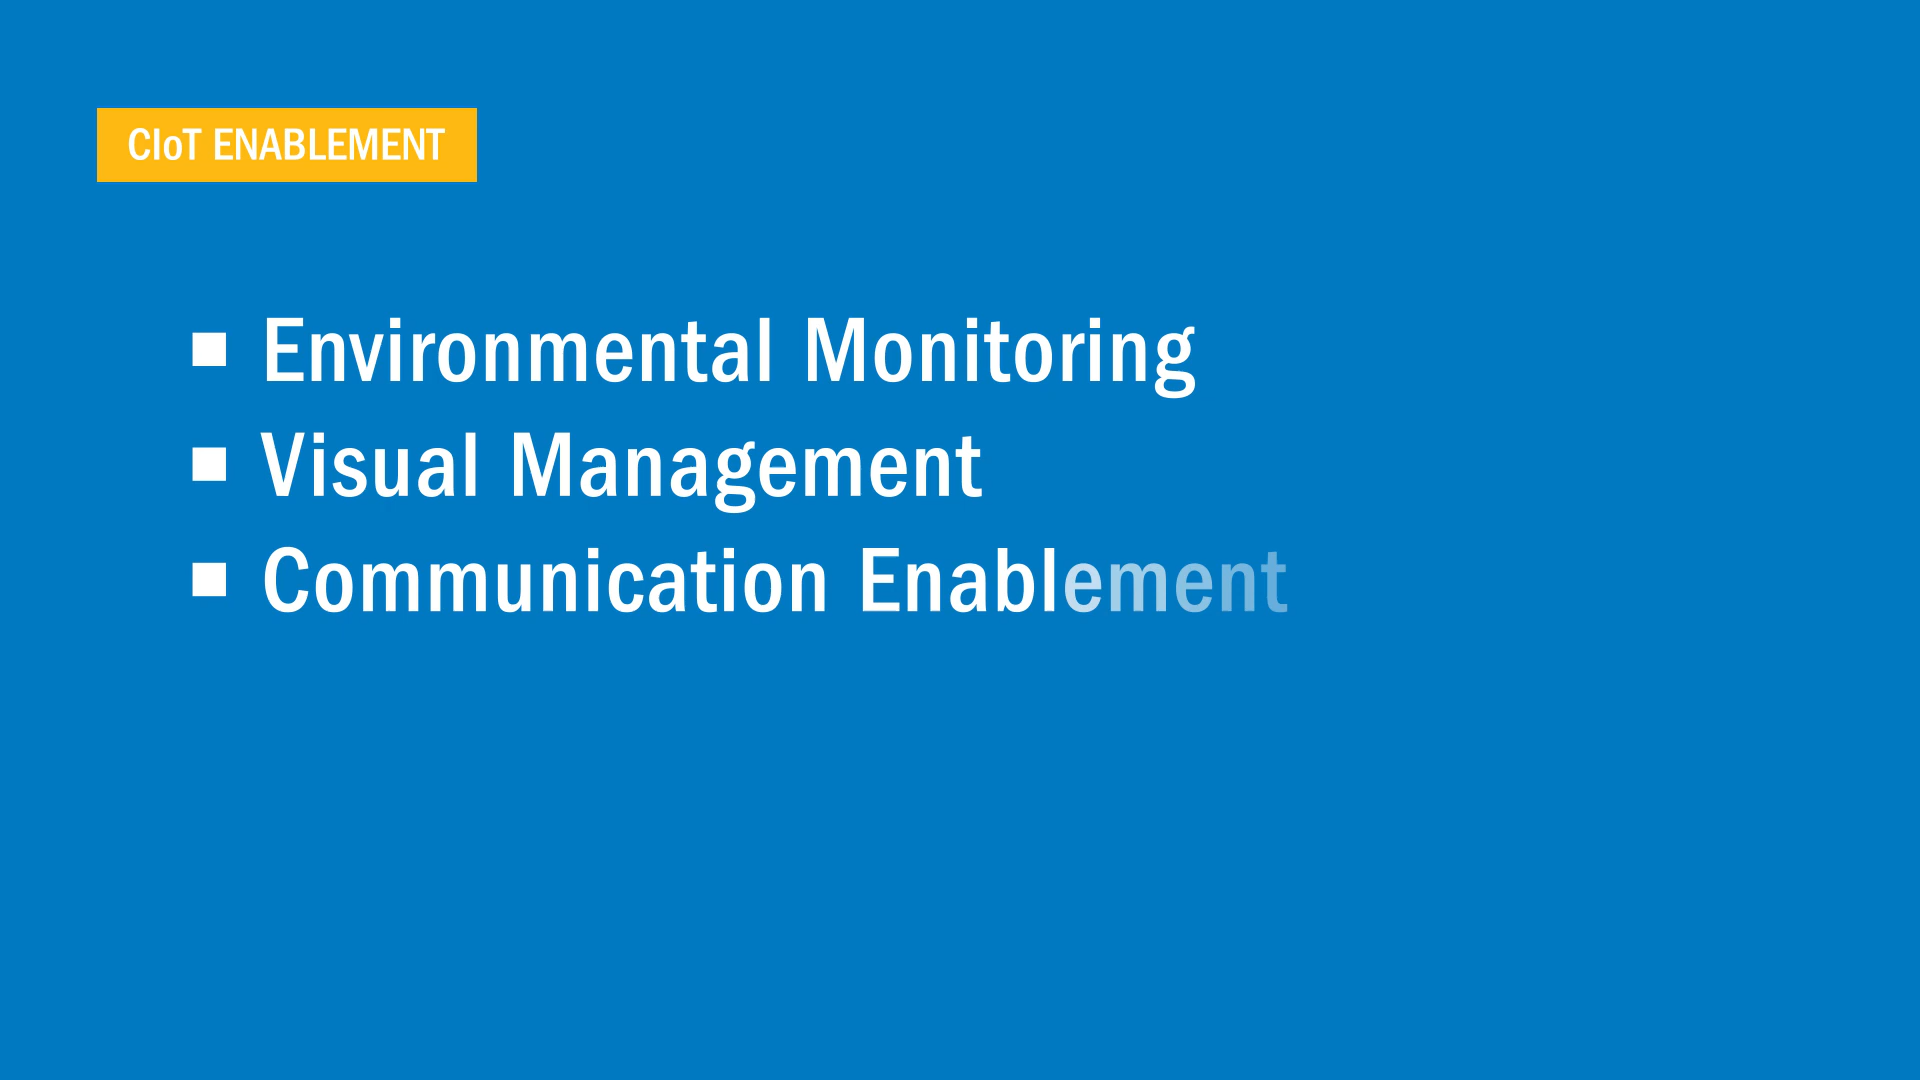 CIoT ENABLEMENT
■ Environmental Monitoring
■ Visual Management
■ Communication Enablement